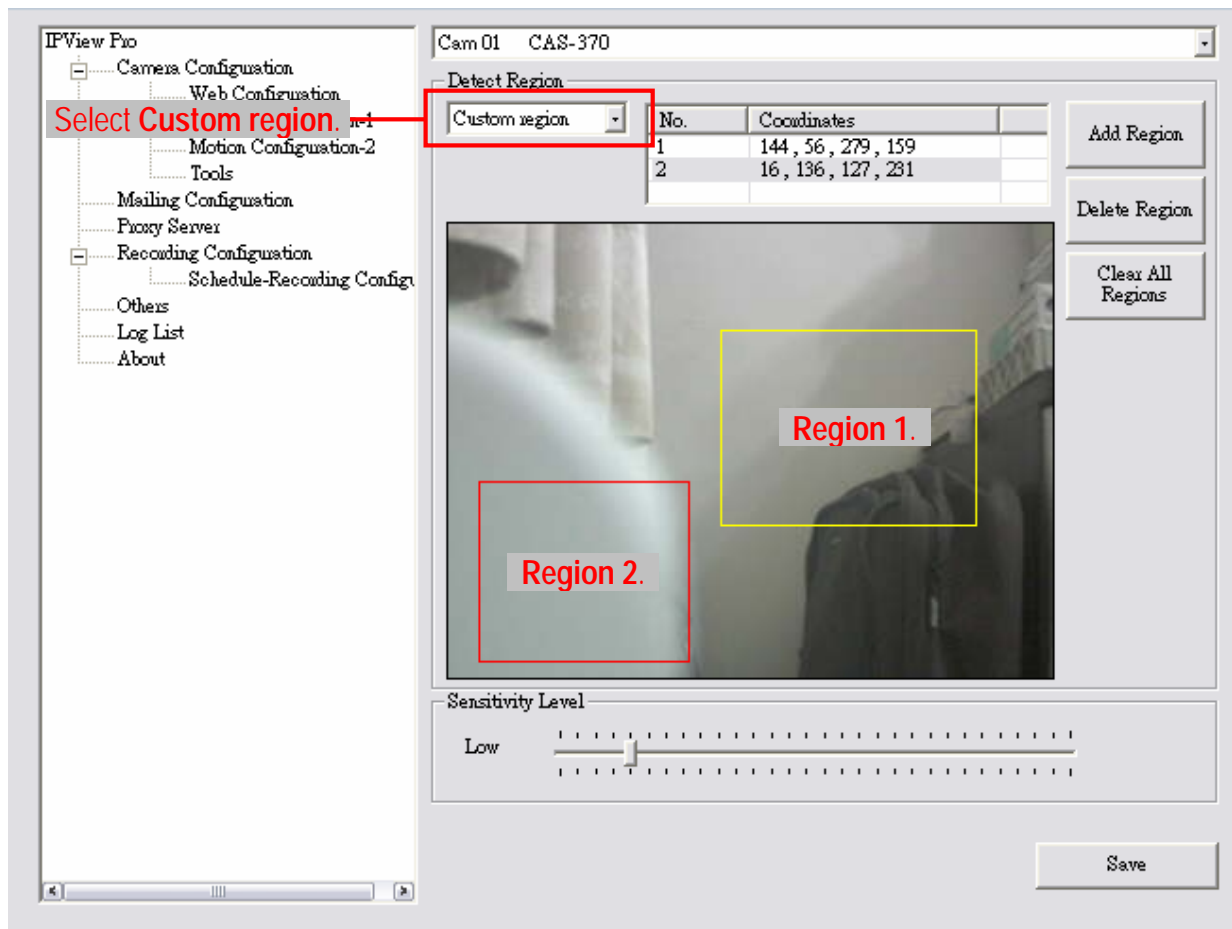 IPView Pro
Camera Configuration
Web Configuration
Select Custom region.
n-1
Motion Configuration-2
Tools
Mailing Configuration
Proxy Server
Recording Configuration
Schedule-Recording Configu
Others
Log List
About
Cam 01 CAS-370
Detect Region
Custom region
No. Coordinates
1 144 , 56 , 279 , 159
2 16 , 136 , 127 , 231
Add Region
Delete Region
Clear All
Regions
Region 1.
Region 2.
Sensitivity Level
Low
Save